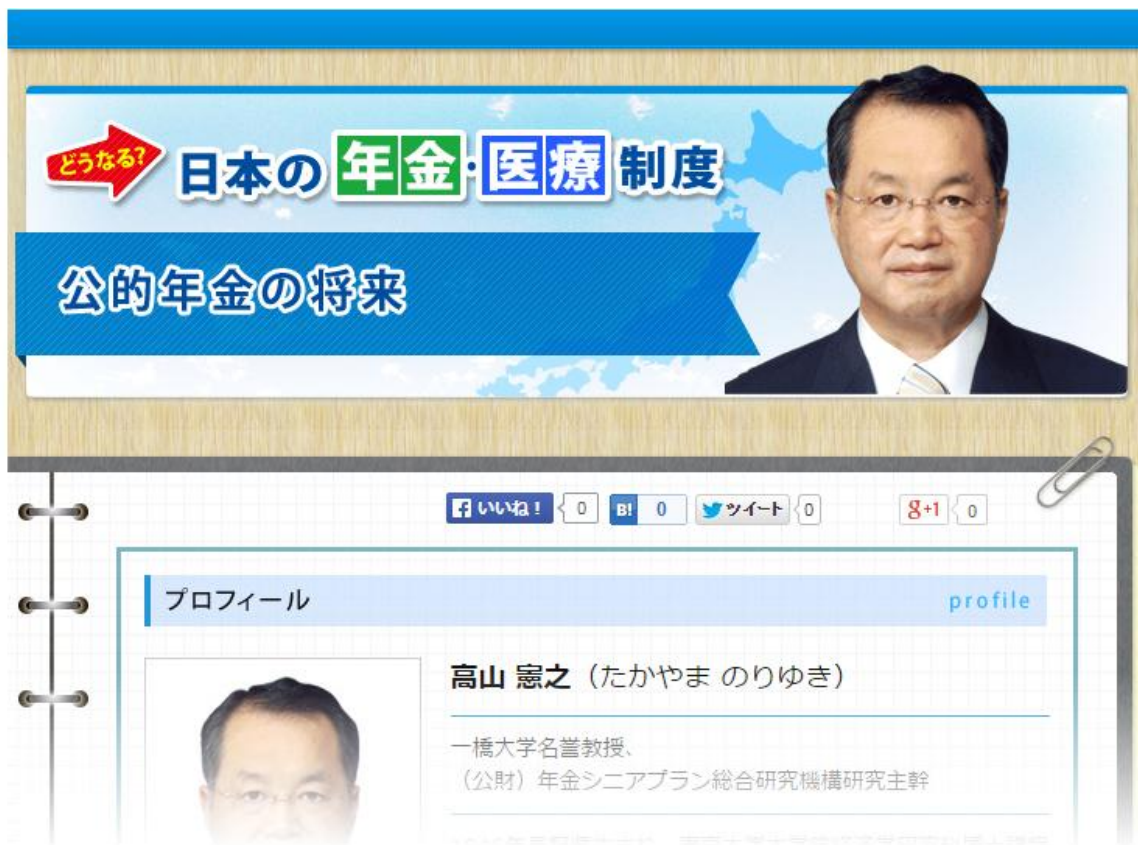 どうなる?
日本の年金・医療制度
公的年金の将来
いいね! 0 B! 0 ツイート 0 g+1 0
プロフィール profile
高山 憲之（たかやま のりゆき）
一橋大学名誉教授、
（公財）年金シニアプラン総合研究機構研究主幹